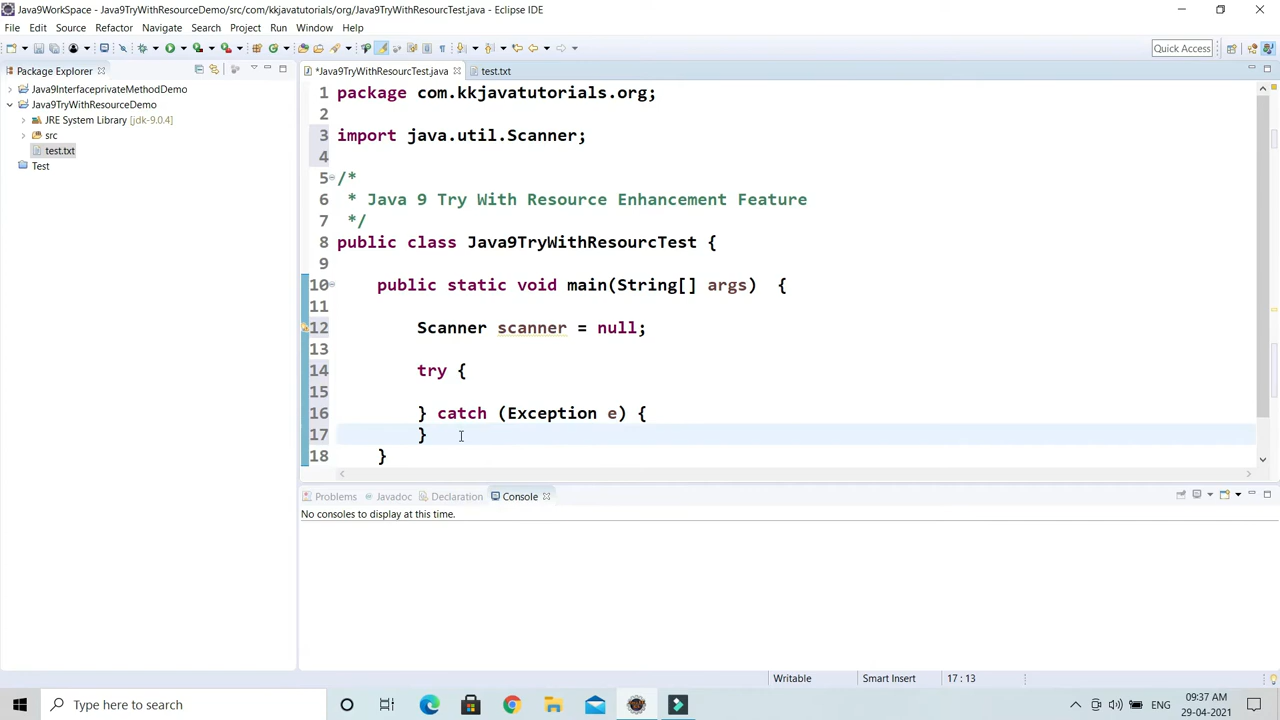 Java9WorkSpace - Java9TryWithResourceDemo/src/com/kkjavatutorials/org/Java9TryWithResourcTest.java - Eclipse IDE
File Edit Source Refactor Navigate Search Project Run Window Help
Quick Access
Package Explorer
*Java9TryWithResourcTest.java
test.txt
Java9InterfaceprivateMethodDemo
Java9TryWithResourceDemo
JRE System Library [jdk-9.0.4]
src
test.txt
Test
1 package com.kkjavatutorials.org;
2
3 import java.util.Scanner;
4
5 /*
6 * Java 9 Try With Resource Enhancement Feature
7 */
8 public class Java9TryWithResourcTest {
9
10 public static void main(String[] args) {
11
12 Scanner scanner = null;
13
14 try {
15
16 } catch (Exception e) {
17 }
18 }
Problems Javadoc Declaration Console
No consoles to display at this time.
Writable Smart Insert 17 : 13
Type here to search
ENG
09:37 AM
29-04-2021